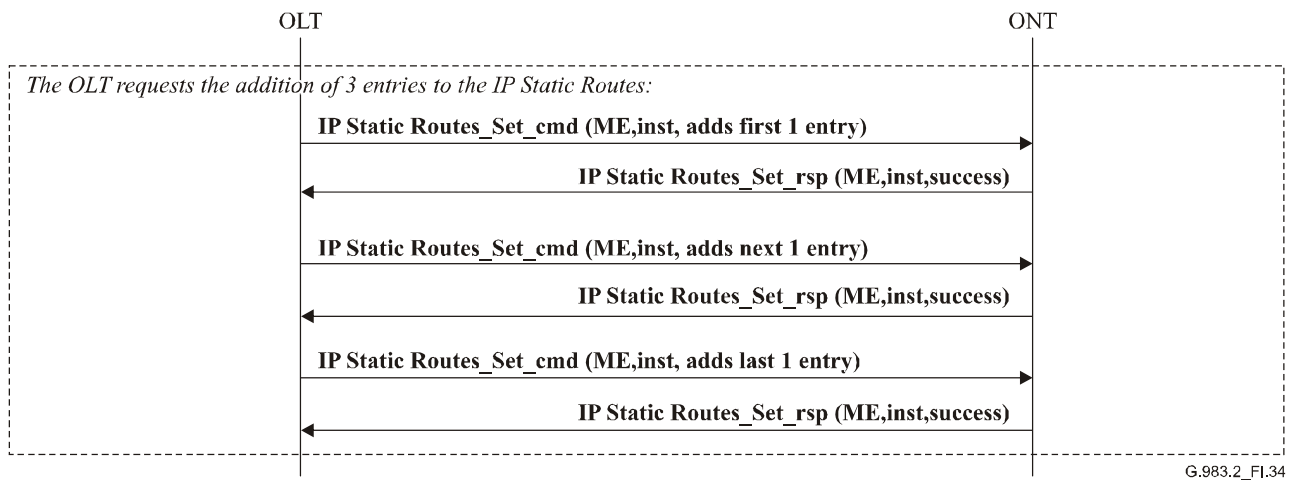 OLT
ONT
The OLT requests the addition of 3 entries to the IP Static Routes:
IP Static Routes_Set_cmd (ME,inst, adds first 1 entry)
IP Static Routes_Set_rsp (ME,inst,success)
IP Static Routes_Set_cmd (ME,inst, adds next 1 entry)
IP Static Routes_Set_rsp (ME,inst,success)
IP Static Routes_Set_cmd (ME,inst, adds last 1 entry)
IP Static Routes_Set_rsp (ME,inst,success)
G.983.2_FI.34